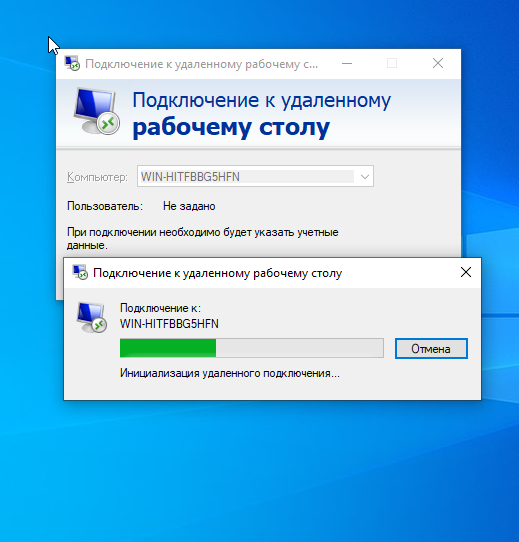 Подключение к удаленному рабочему с...
Подключение к удаленному
рабочему столу
Компьютер: WIN-HITFBBG5HFN
Пользователь: Не задано
При подключении необходимо будет указать учетные
данные.
Подключение к удаленному рабочему столу
Подключение к:
WIN-HITFBBG5HFN
Отмена
Инициализация удаленного подключения...